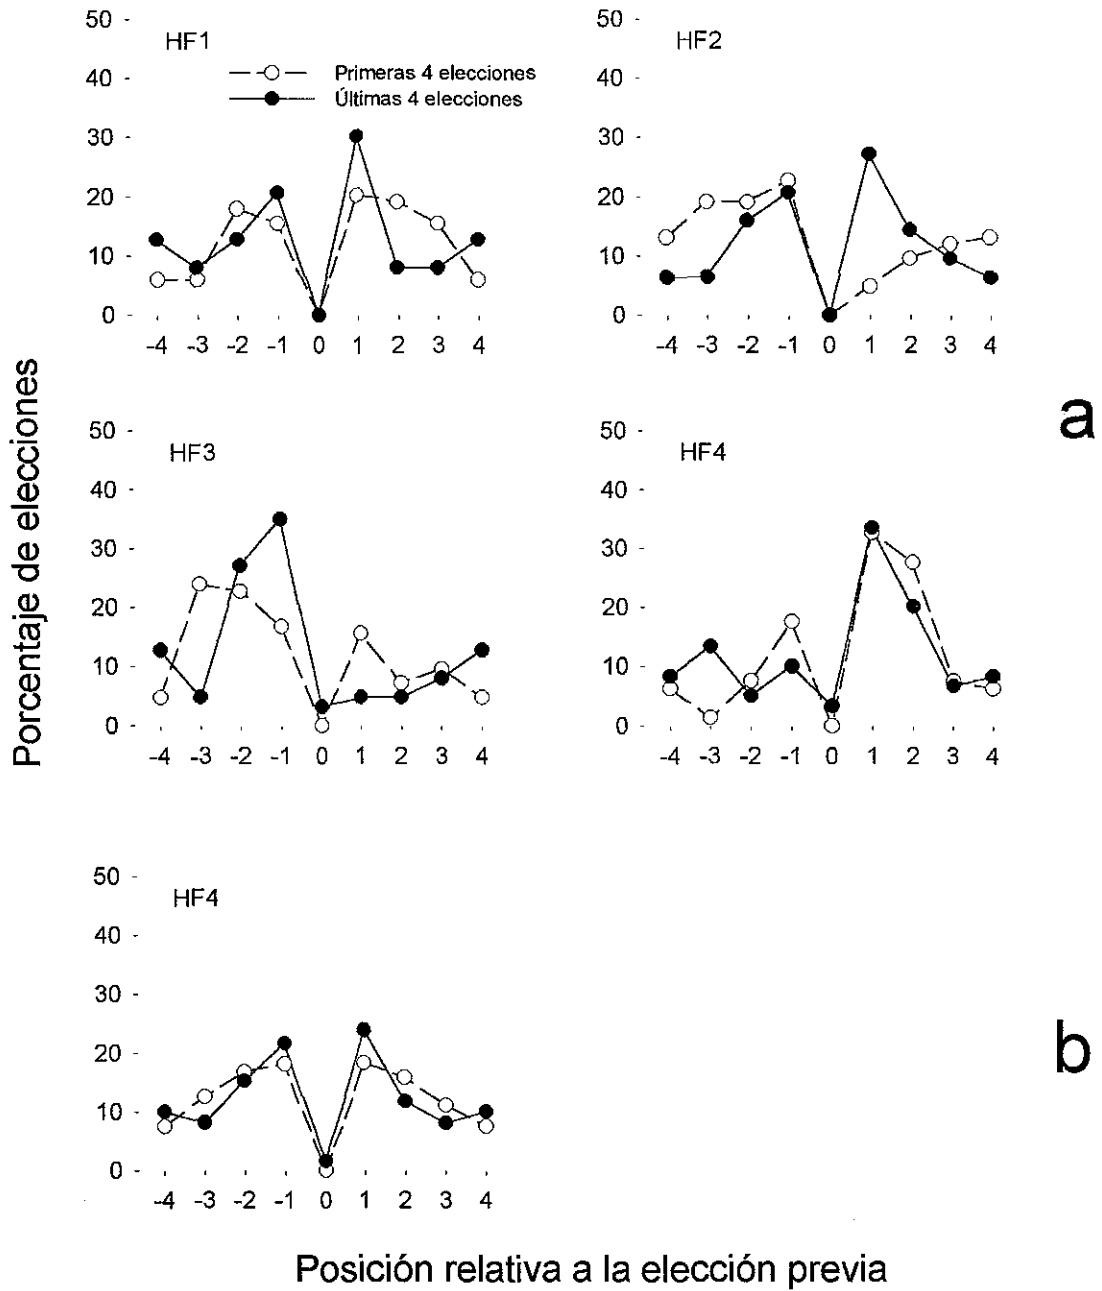 HF1
Primeras 4 elecciones
Últimas 4 elecciones
50
40
30
20
10
0
-4 -3 -2 -1 0 1 2 3 4
HF2
50
40
30
20
10
0
-4 -3 -2 -1 0 1 2 3 4
a
Porcentaje de elecciones
HF3
50
40
30
20
10
0
-4 -3 -2 -1 0 1 2 3 4
HF4
50
40
30
20
10
0
-4 -3 -2 -1 0 1 2 3 4
HF4
50
40
30
20
10
0
-4 -3 -2 -1 0 1 2 3 4
b
Posición relativa a la elección previa